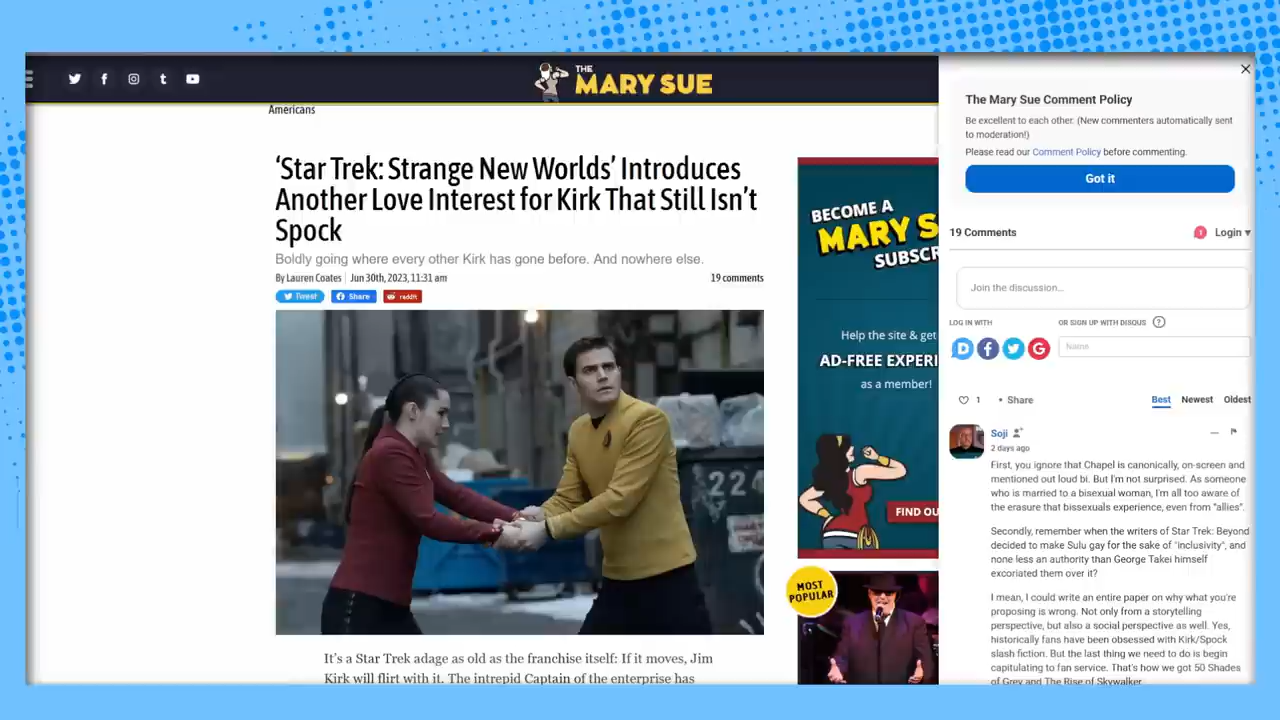 THE
MARY SUE
Americans
‘Star Trek: Strange New Worlds’ Introduces
Another Love Interest for Kirk That Still Isn’t
Spock
Boldly going where every other Kirk has gone before. And nowhere else.
By Lauren Coates
Jun 30th, 2023, 11:31 am
19 comments
Tweet
Share
reddit
224
It’s a Star Trek adage as old as the franchise itself: If it moves, Jim
Kirk will flirt with it. The intrepid Captain of the enterprise has
BECOME A
MARY S
SUBSCR
Help the site & get
AD-FREE EXPERI
as a member!
FIND OU
MOST
POPULAR
The Mary Sue Comment Policy
Be excellent to each other. (New commenters automatically sent
to moderation!)
Please read our Comment Policy before commenting.
Got it
19 Comments
1
Login
Join the discussion…
LOG IN WITH
OR SIGN UP WITH DISQUS ?
Name
1
Share
Best
Newest
Oldest
Soji
2 days ago
First, you ignore that Chapel is canonically, on-screen and
mentioned out loud bi. But I'm not surprised. As someone
who is married to a bisexual woman, I'm all too aware of
the erasure that bissexuals experience, even from "allies".
Secondly, remember when the writers of Star Trek: Beyond
decided to make Sulu gay for the sake of "inclusivity", and
none less an authority than George Takei himself
excoriated them over it?
I mean, I could write an entire paper on why what you're
proposing is wrong. Not only from a storytelling
perspective, but also a social perspective as well. Yes,
historically fans have been obsessed with Kirk/Spock
slash fiction. But the last thing we need to do is begin
capitulating to fan service. That's how we got 50 Shades
of Grey and The Rise of Skywalker.